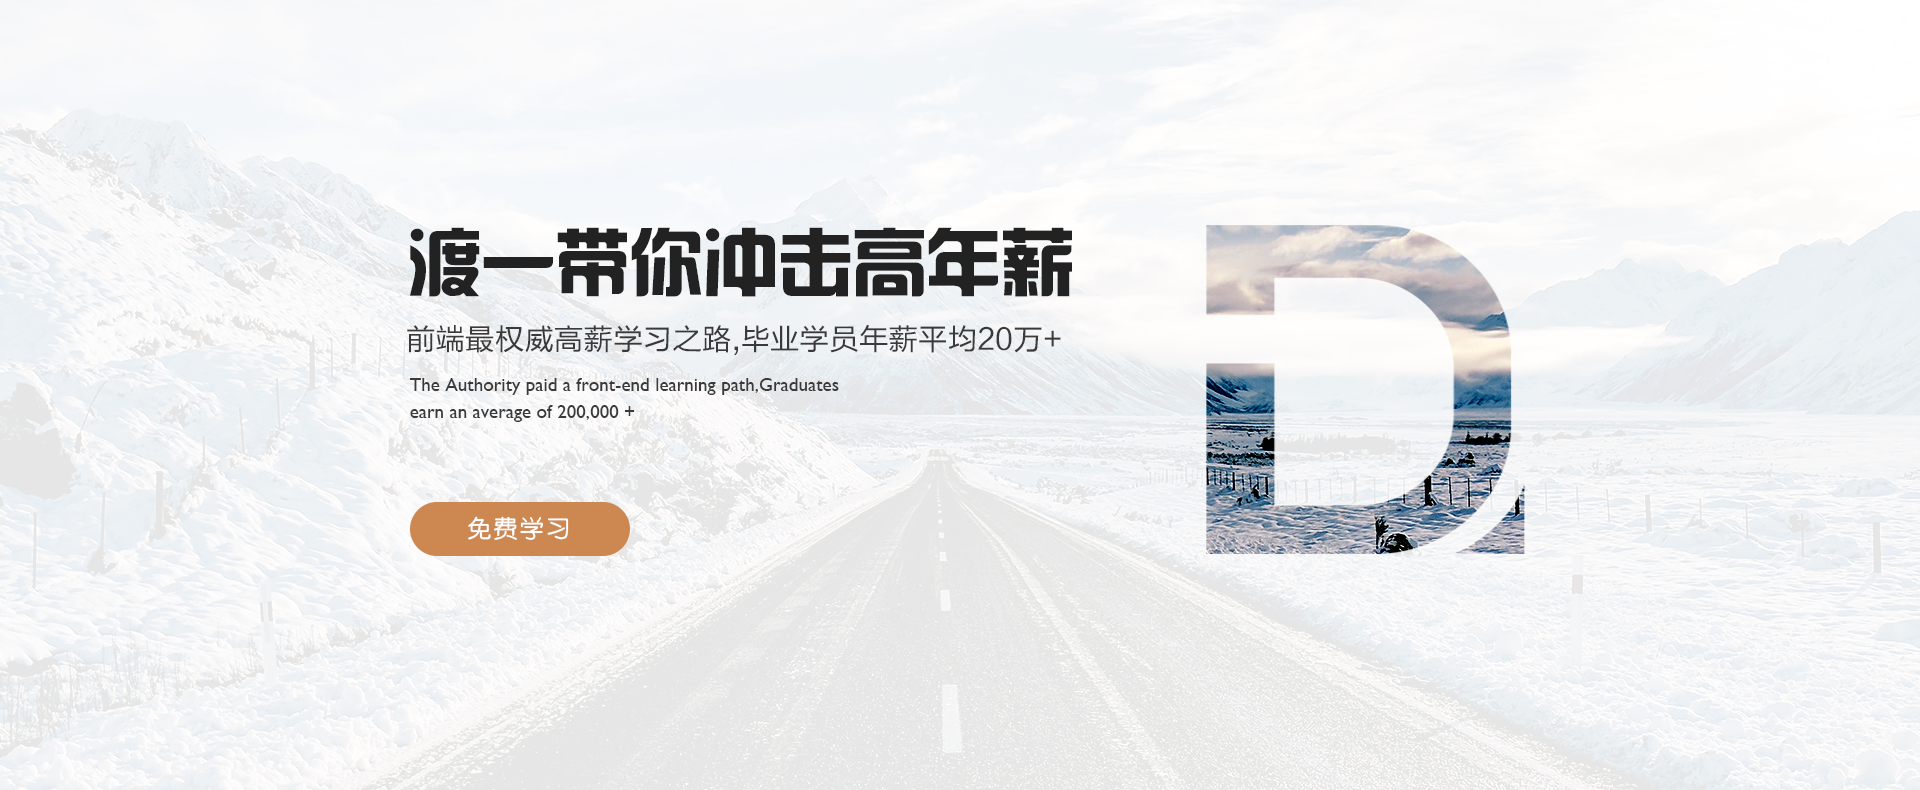 渡一带你冲击高年薪
前端最权威高薪学习之路,毕业学员年薪平均20万+
The Authority paid a front-end learning path,Graduates
earn an average of 200,000 +
免费学习
D